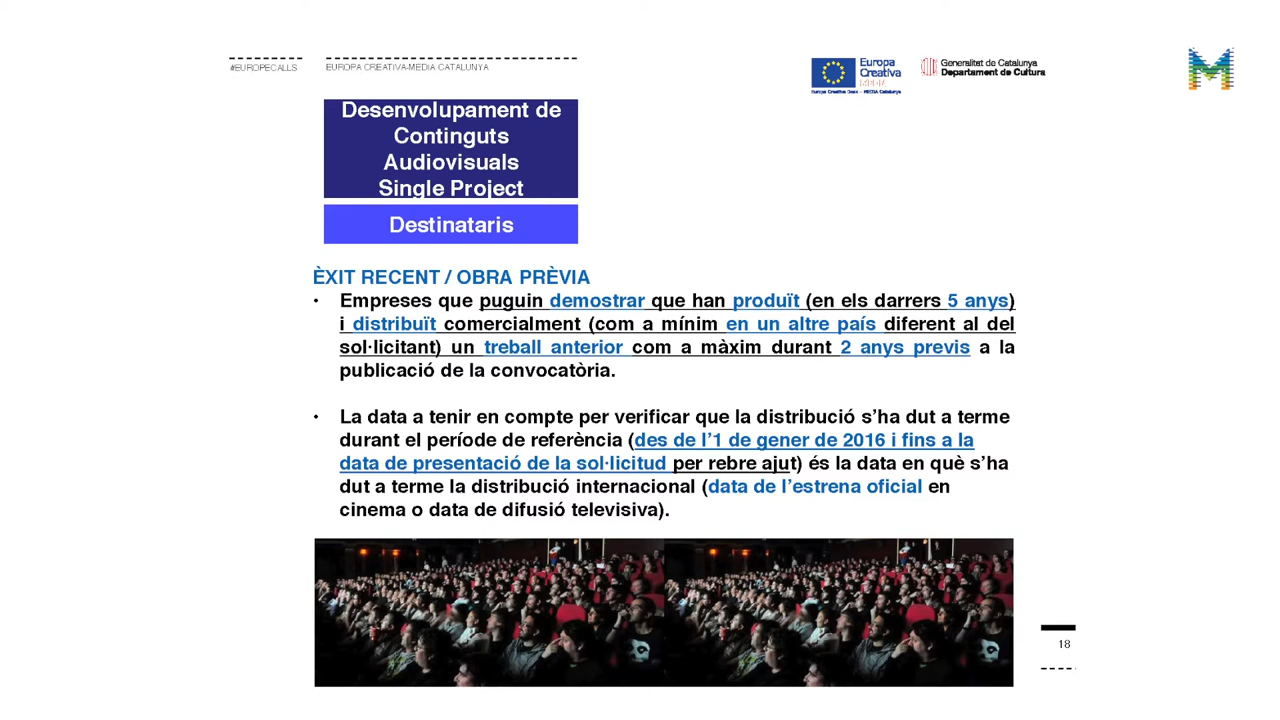 #EUROPECALLS
EUROPA CREATIVA-MEDIA CATALUNYA
Europa
Creativa
MEDIA
Europa Creativa Desk – MEDIA Catalunya
Generalitat de Catalunya
Departament de Cultura
Desenvolupament de
Continguts
Audiovisuals
Single Project
Destinataris
ÈXIT RECENT / OBRA PRÈVIA
• Empreses que puguin demostrar que han produït (en els darrers 5 anys)
i distribuït comercialment (com a mínim en un altre país diferent al del
sol·licitant) un treball anterior com a màxim durant 2 anys previs a la
publicació de la convocatòria.
• La data a tenir en compte per verificar que la distribució s’ha dut a terme
durant el període de referència (des de l’1 de gener de 2016 i fins a la
data de presentació de la sol·licitud per rebre ajut) és la data en què s’ha
dut a terme la distribució internacional (data de l’estrena oficial en
cinema o data de difusió televisiva).
18